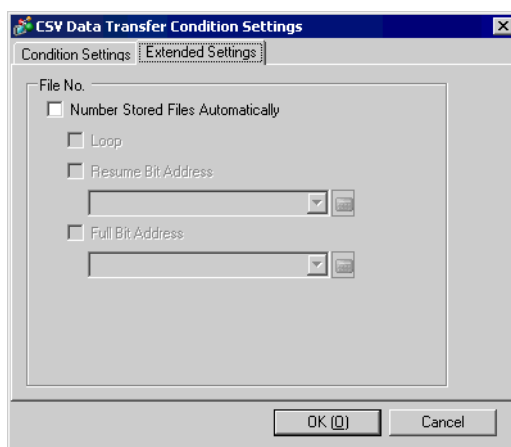 CSV Data Transfer Condition Settings
Condition Settings Extended Settings
File No.
Number Stored Files Automatically
Loop
Resume Bit Address
Full Bit Address
OK (O) Cancel